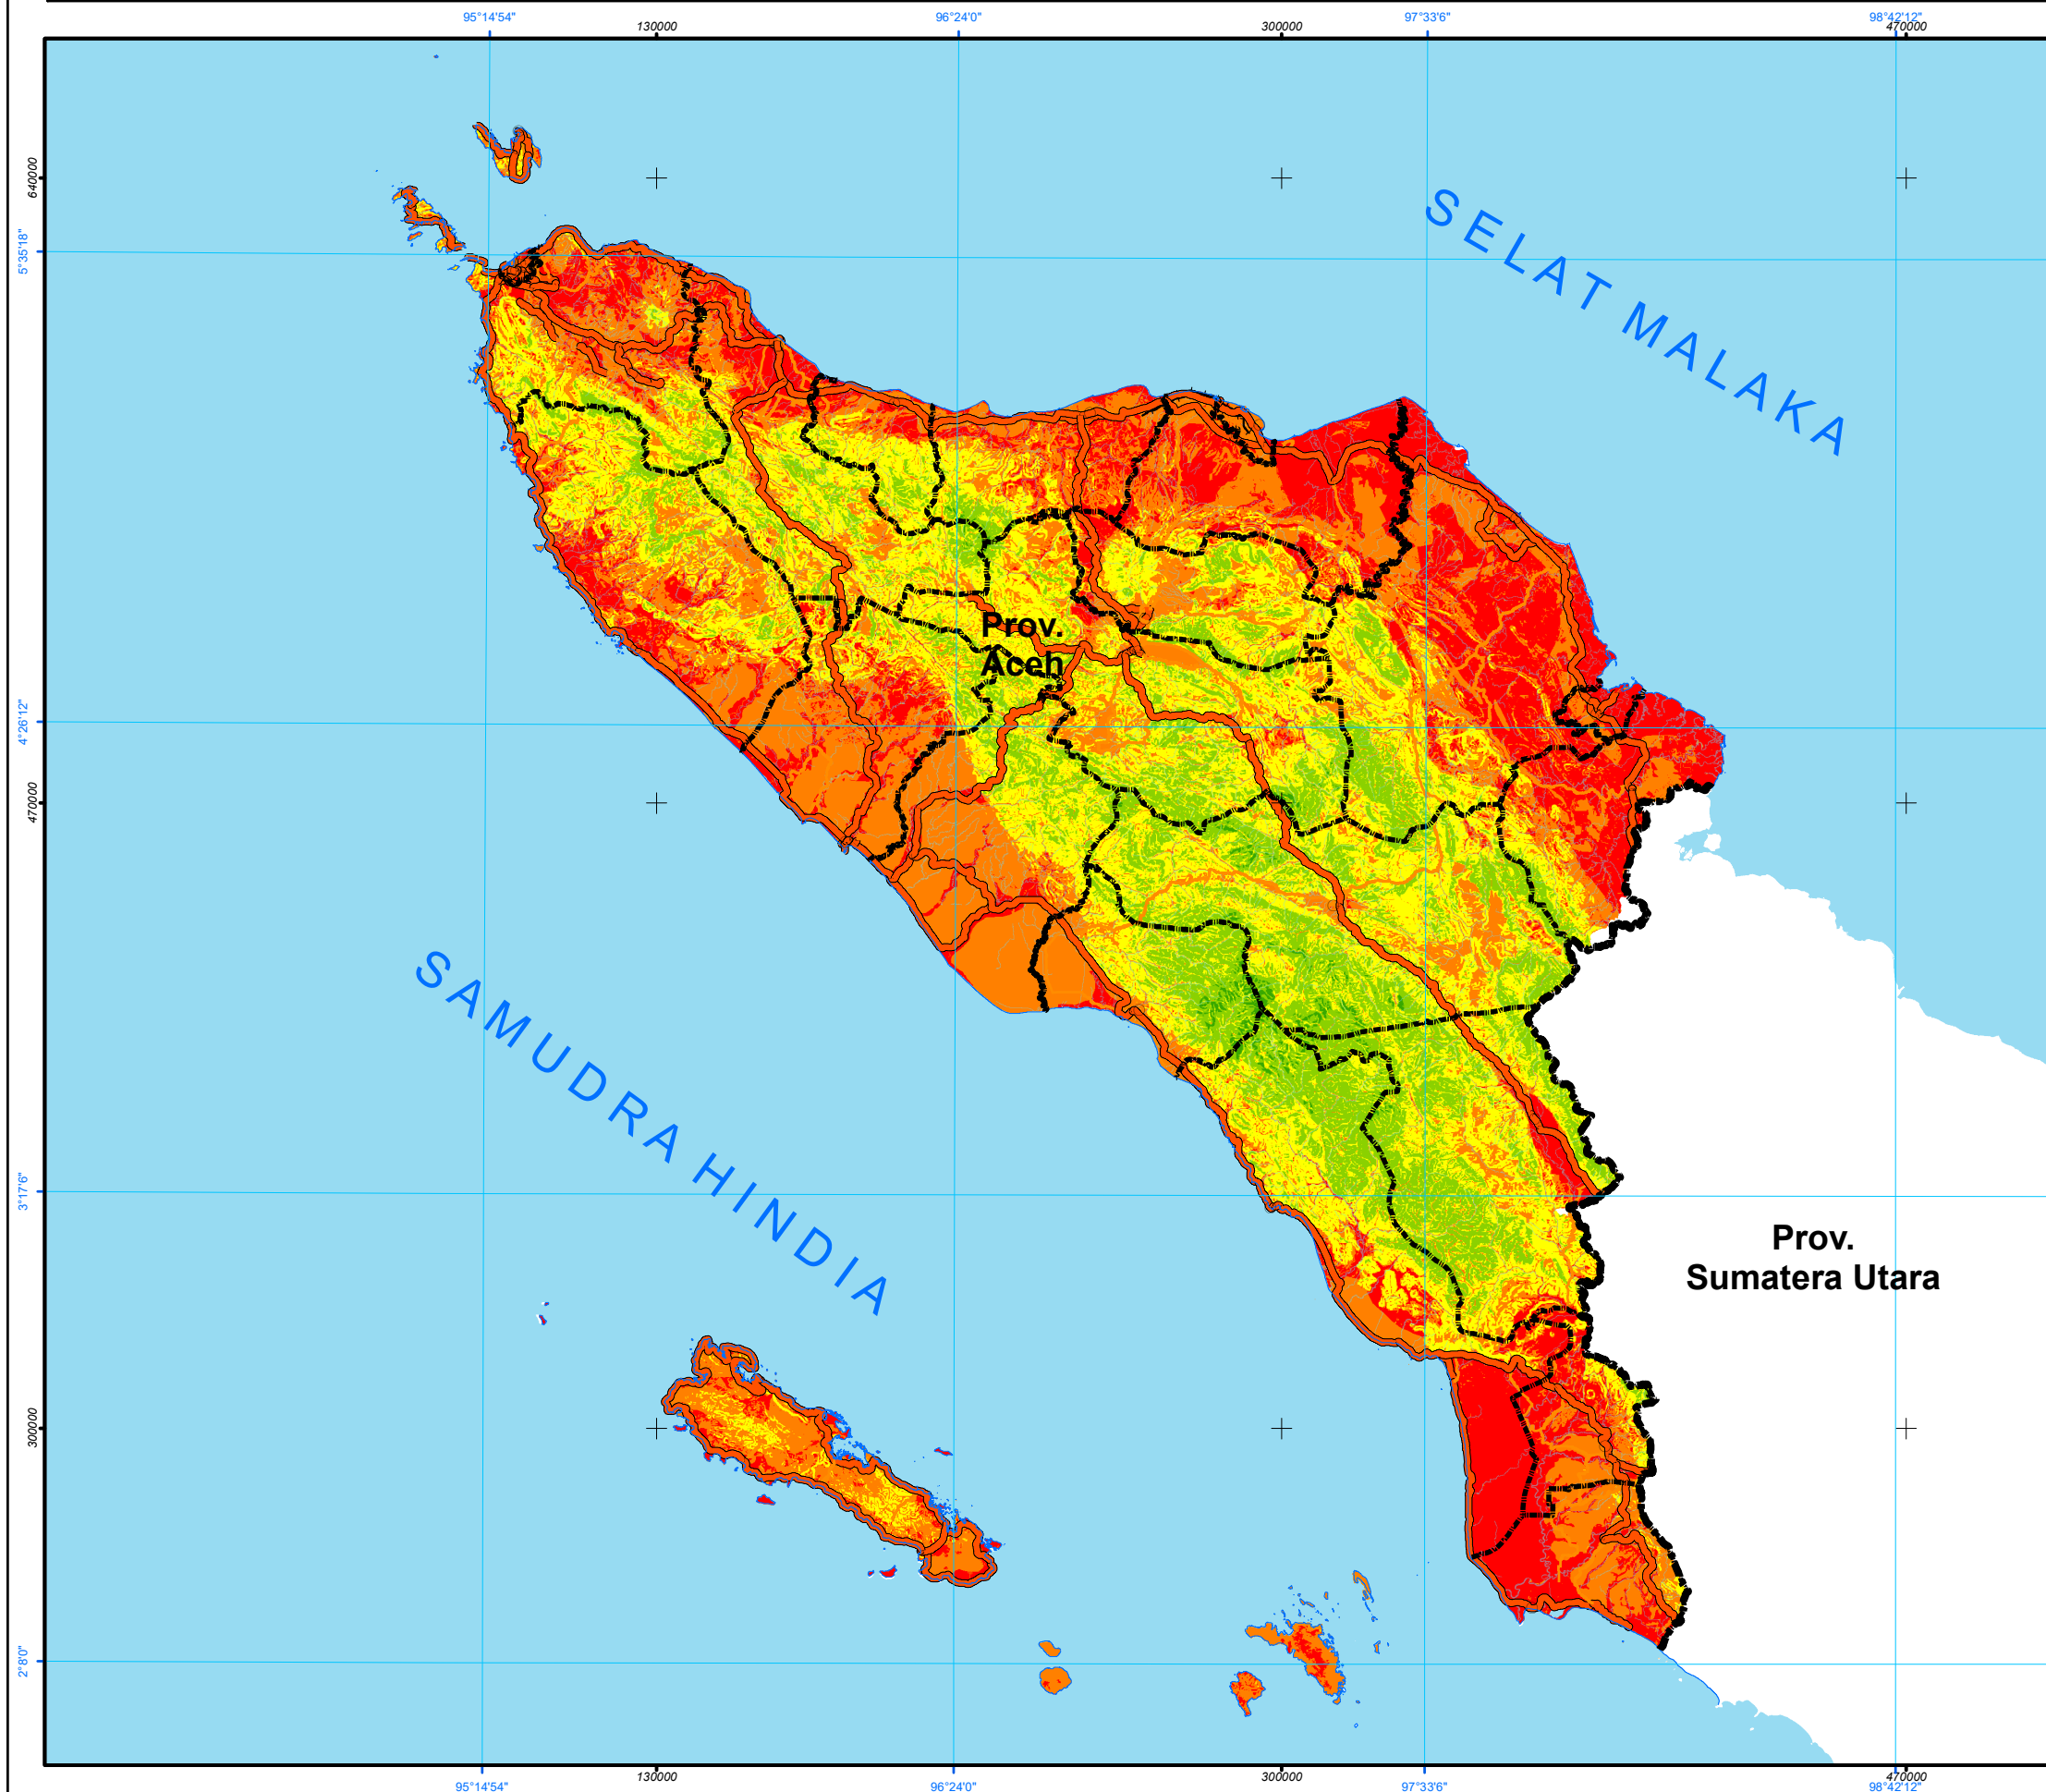 95°14'54" 96°24'0" 97°33'6" 98°42'12"
130000 300000 470000
640000
5°35'18"
SELAT MALAKA
Prov.
Aceh
4°26'12"
470000
SAMUDRA HINDIA
3°17'6"
Prov.
Sumatera Utara
300000
2°8'0"
130000 300000 470000
95°14'54" 96°24'0" 97°33'6" 98°42'12"